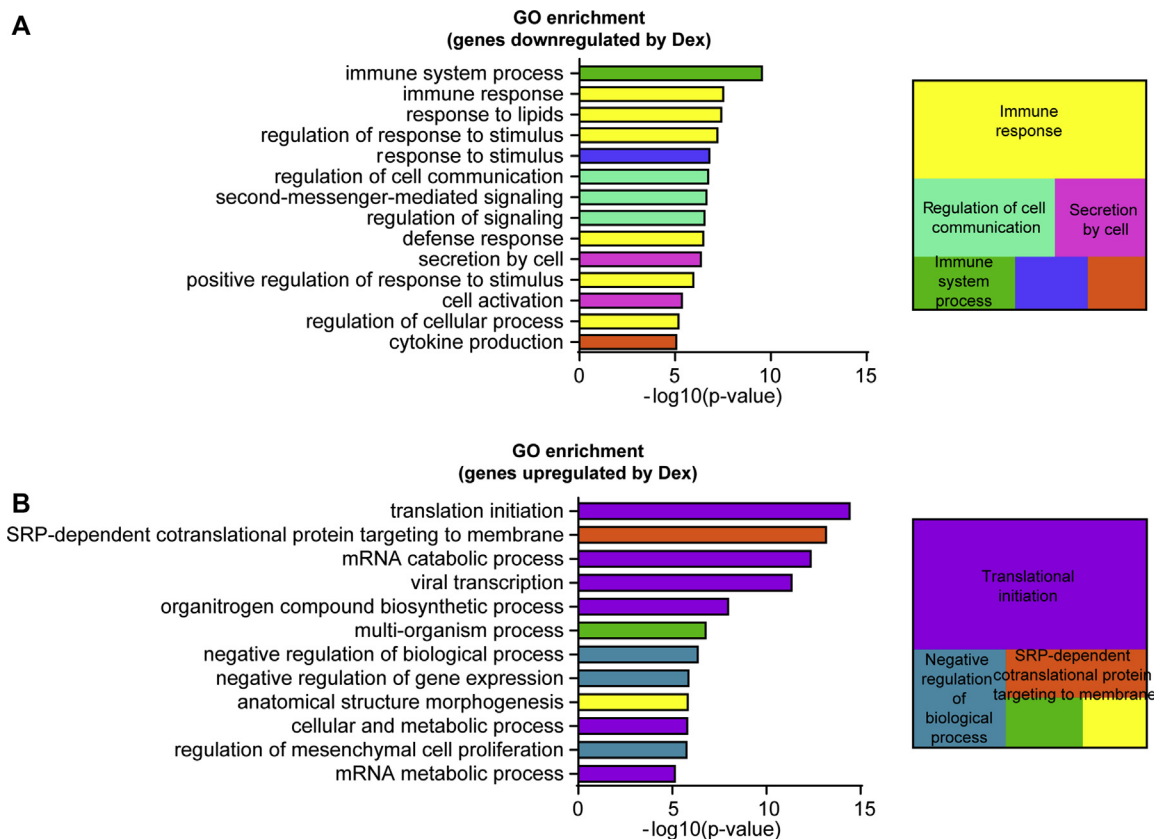 A
GO enrichment
(genes downregulated by Dex)
immune system process
immune response
response to lipids
regulation of response to stimulus
response to stimulus
regulation of cell communication
second-messenger-mediated signaling
regulation of signaling
defense response
secretion by cell
positive regulation of response to stimulus
cell activation
regulation of cellular process
cytokine production
0 5 10 15
-log10(p-value)
Immune
response
Regulation of cell
communication
Secretion
by cell
Immune
system
process
B
GO enrichment
(genes upregulated by Dex)
translation initiation
SRP-dependent cotranslational protein targeting to membrane
mRNA catabolic process
viral transcription
organitrogen compound biosynthetic process
multi-organism process
negative regulation of biological process
negative regulation of gene expression
anatomical structure morphogenesis
cellular and metabolic process
regulation of mesenchymal cell proliferation
mRNA metabolic process
0 5 10 15
-log10(p-value)
Translational
initiation
Negative
regulation
of
biological
process
SRP-dependent
cotranslational protein
targeting to membrane